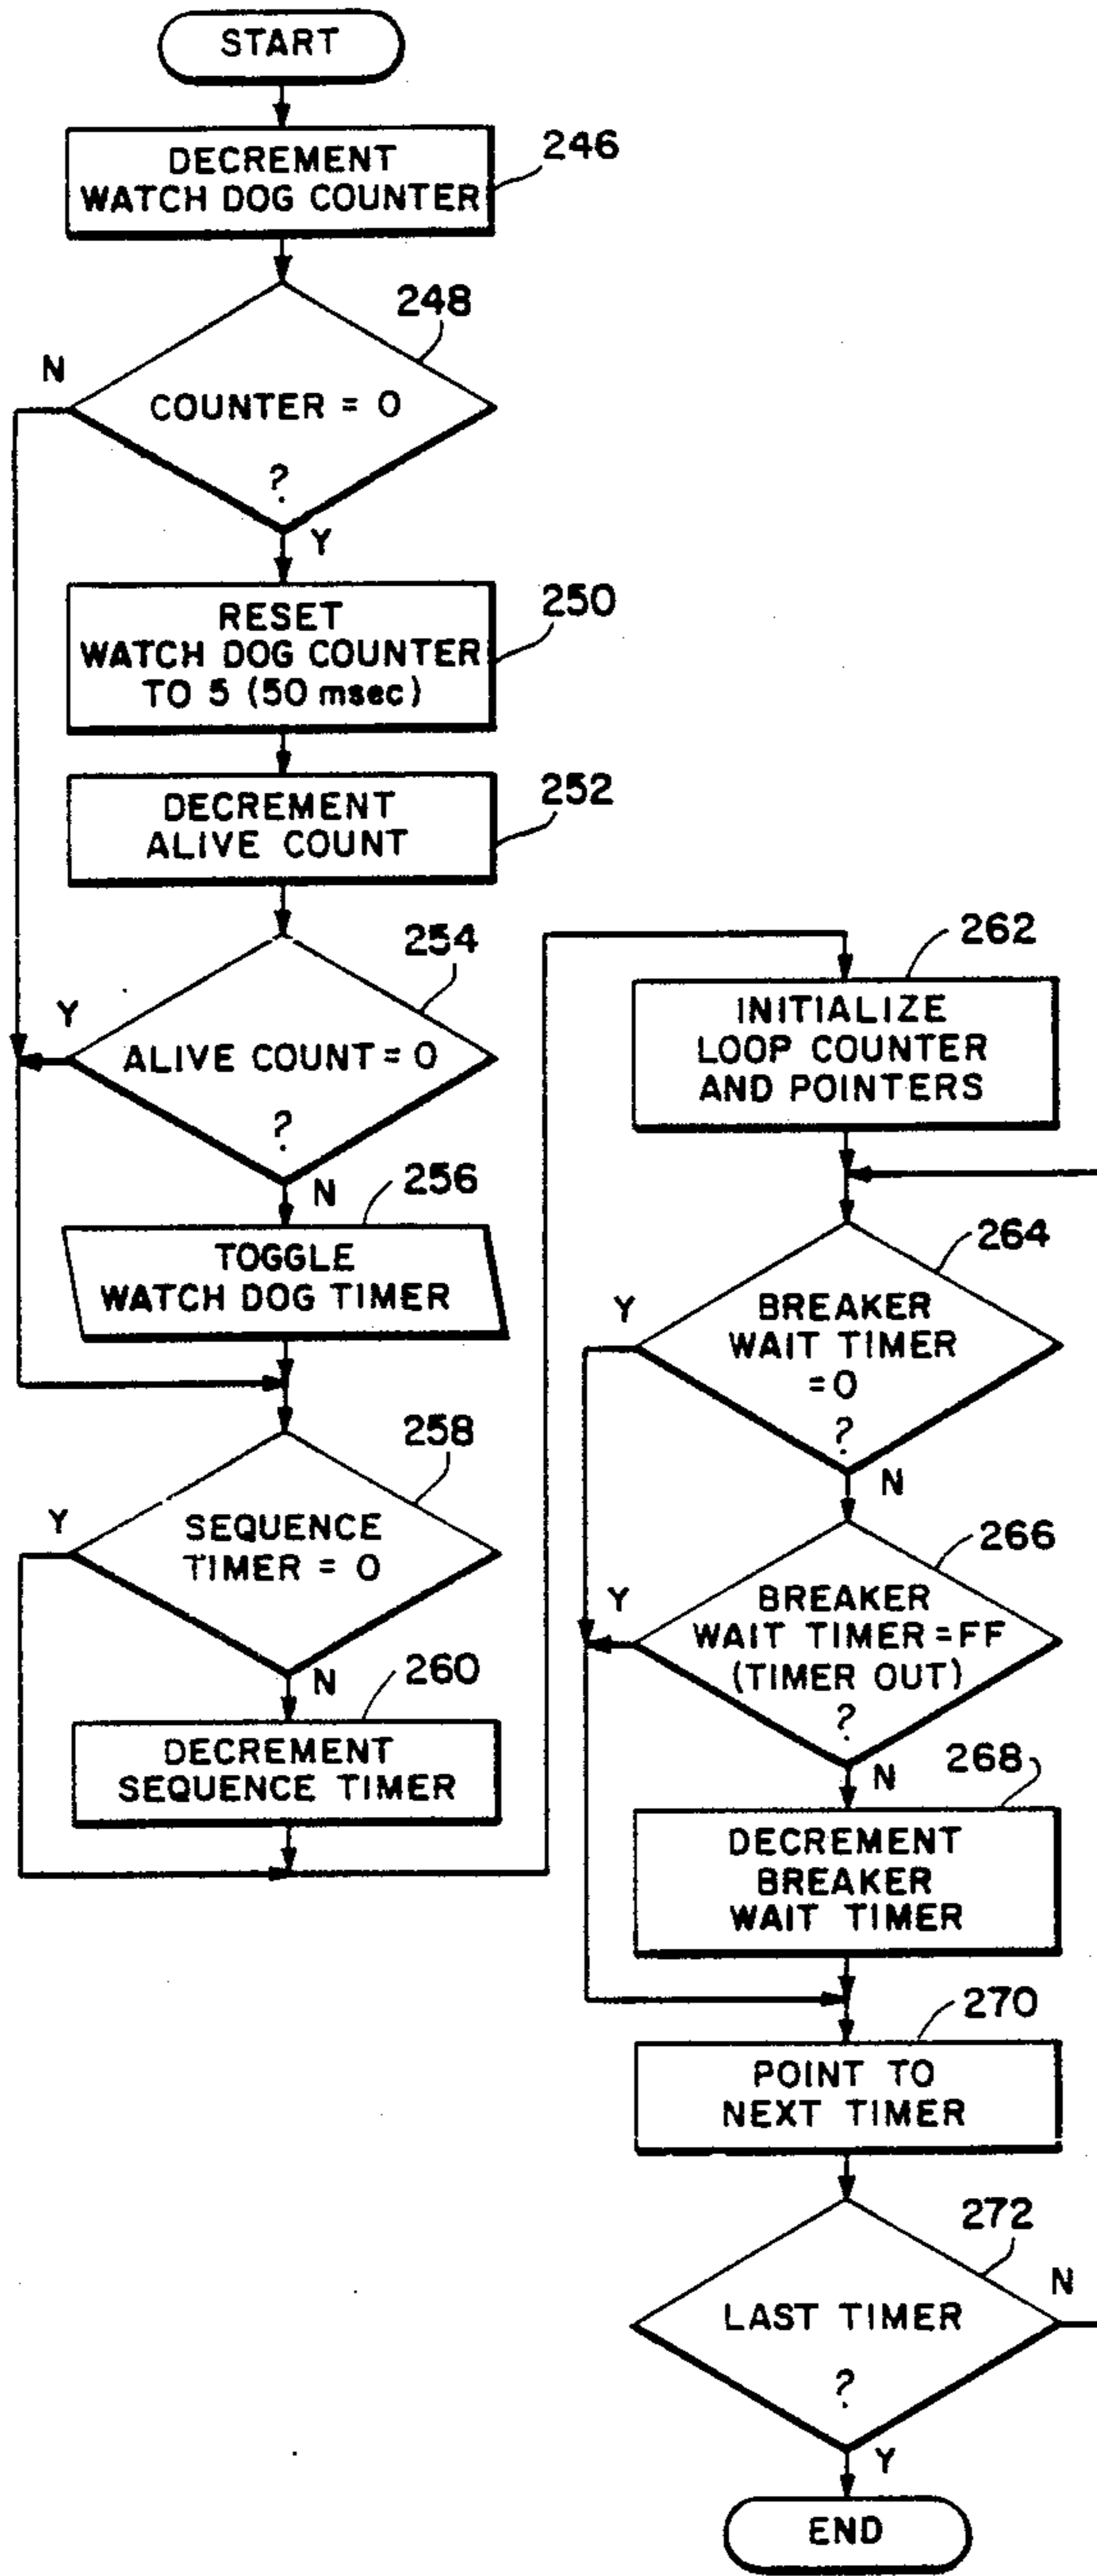 START
DECREMENT
WATCH DOG COUNTER
246
248
N
COUNTER = 0
?
Y
RESET
WATCH DOG COUNTER
TO 5 (50 msec)
250
DECREMENT
ALIVE COUNT
252
254
Y
ALIVE COUNT = 0
?
N
256
TOGGLE
WATCH DOG TIMER
258
Y
SEQUENCE
TIMER = 0
N
260
DECREMENT
SEQUENCE TIMER
262
INITIALIZE
LOOP COUNTER
AND POINTERS
264
Y
BREAKER
WAIT TIMER
= 0
?
N
266
Y
BREAKER
WAIT TIMER = FF
(TIMER OUT)
?
N
268
DECREMENT
BREAKER
WAIT TIMER
270
POINT TO
NEXT TIMER
272
N
LAST TIMER
?
Y
END